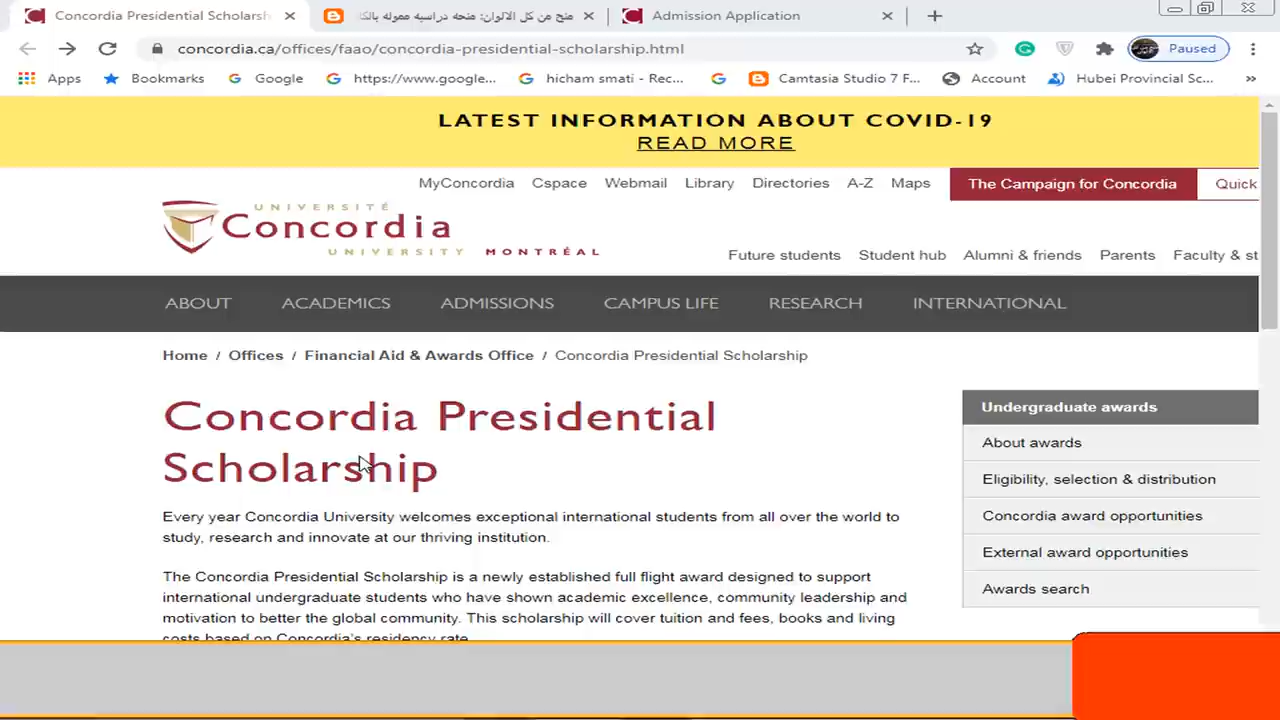 Concordia Presidential Scholarsh
منح من كل الالوان: منحه دراسيه مموله بالكا
Admission Application
concordia.ca/offices/faao/concordia-presidential-scholarship.html
Paused
Apps
Bookmarks
Google
https://www.google...
hicham smati - Rec...
Camtasia Studio 7 F...
Account
Hubei Provincial Sc...
»
LATEST INFORMATION ABOUT COVID-19
READ MORE
MyConcordia Cspace Webmail Library Directories A-Z Maps
The Campaign for Concordia
Quick
UNIVERSITÉ
Concordia
UNIVERSITY MONTRÉAL
Future students Student hub Alumni & friends Parents Faculty & st
ABOUT ACADEMICS ADMISSIONS CAMPUS LIFE RESEARCH INTERNATIONAL
Home / Offices / Financial Aid & Awards Office / Concordia Presidential Scholarship
Concordia Presidential
Scholarship
Every year Concordia University welcomes exceptional international students from all over the world to
study, research and innovate at our thriving institution.
The Concordia Presidential Scholarship is a newly established full flight award designed to support
international undergraduate students who have shown academic excellence, community leadership and
motivation to better the global community. This scholarship will cover tuition and fees, books and living
costs based on Concordia's residency rate.
Undergraduate awards
About awards
Eligibility, selection & distribution
Concordia award opportunities
External award opportunities
Awards search